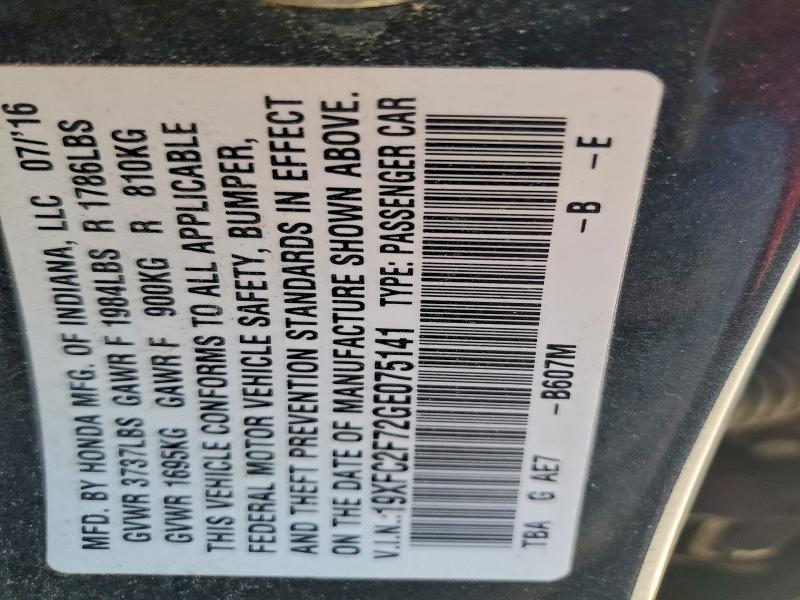 MFD. BY HONDA MFG. OF INDIANA, LLC 07/'16
GVWR 3737LBS GAWR F 1984LBS R 1786LBS
GVWR 1695KG GAWR F 900KG R 810KG
THIS VEHICLE CONFORMS TO ALL APPLICABLE
FEDERAL MOTOR VEHICLE SAFETY, BUMPER,
AND THEFT PREVENTION STANDARDS IN EFFECT
ON THE DATE OF MANUFACTURE SHOWN ABOVE.
V.I.N.:19XFC2F72GE075141 TYPE: PASSENGER CAR
TBA G AE7 -B607M -B -E